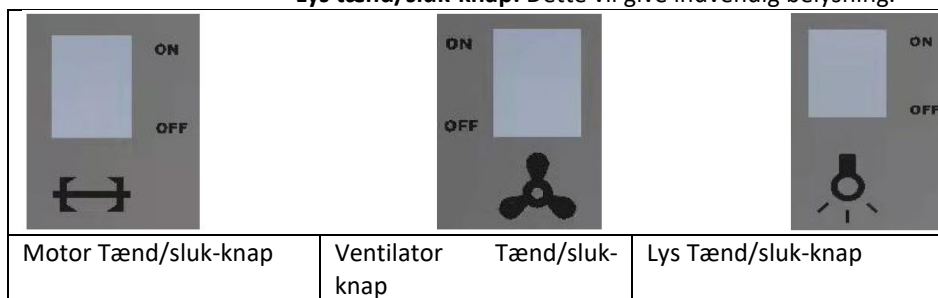 Lys tænd/sluk-knap: Dette vil give indvendig belysning.
ON
OFF
ON
OFF
ON
OFF
Motor Tænd/sluk-knap
Ventilator Tænd/sluk-
knap
Lys Tænd/sluk-knap